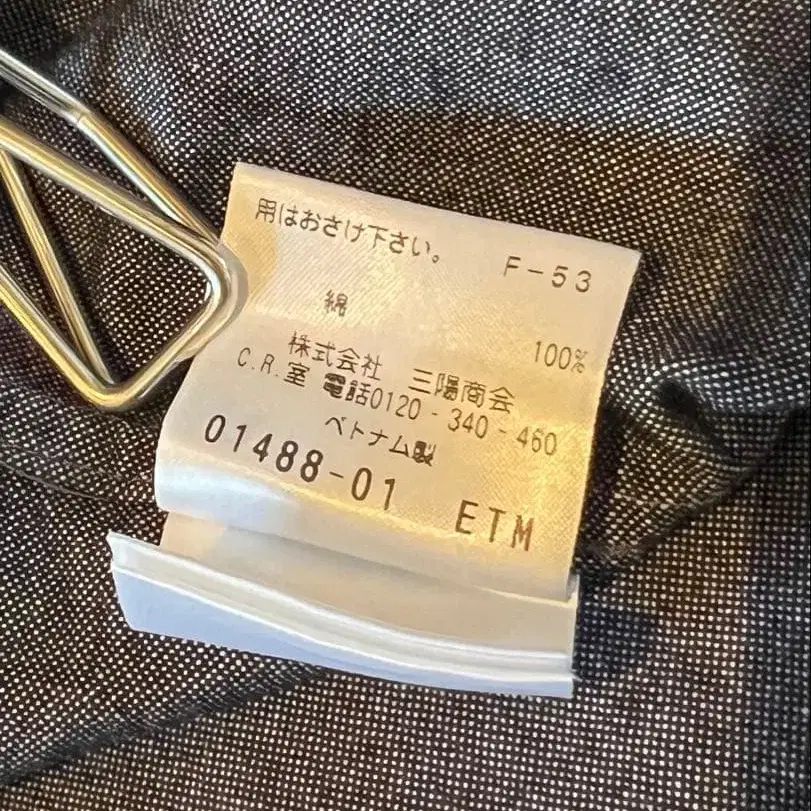 用はおさけ下さい。 F-53
綿 100%
株式会社 三陽商会
C.R.室 電話0120-340-460
ベトナム製
01488-01 ETM